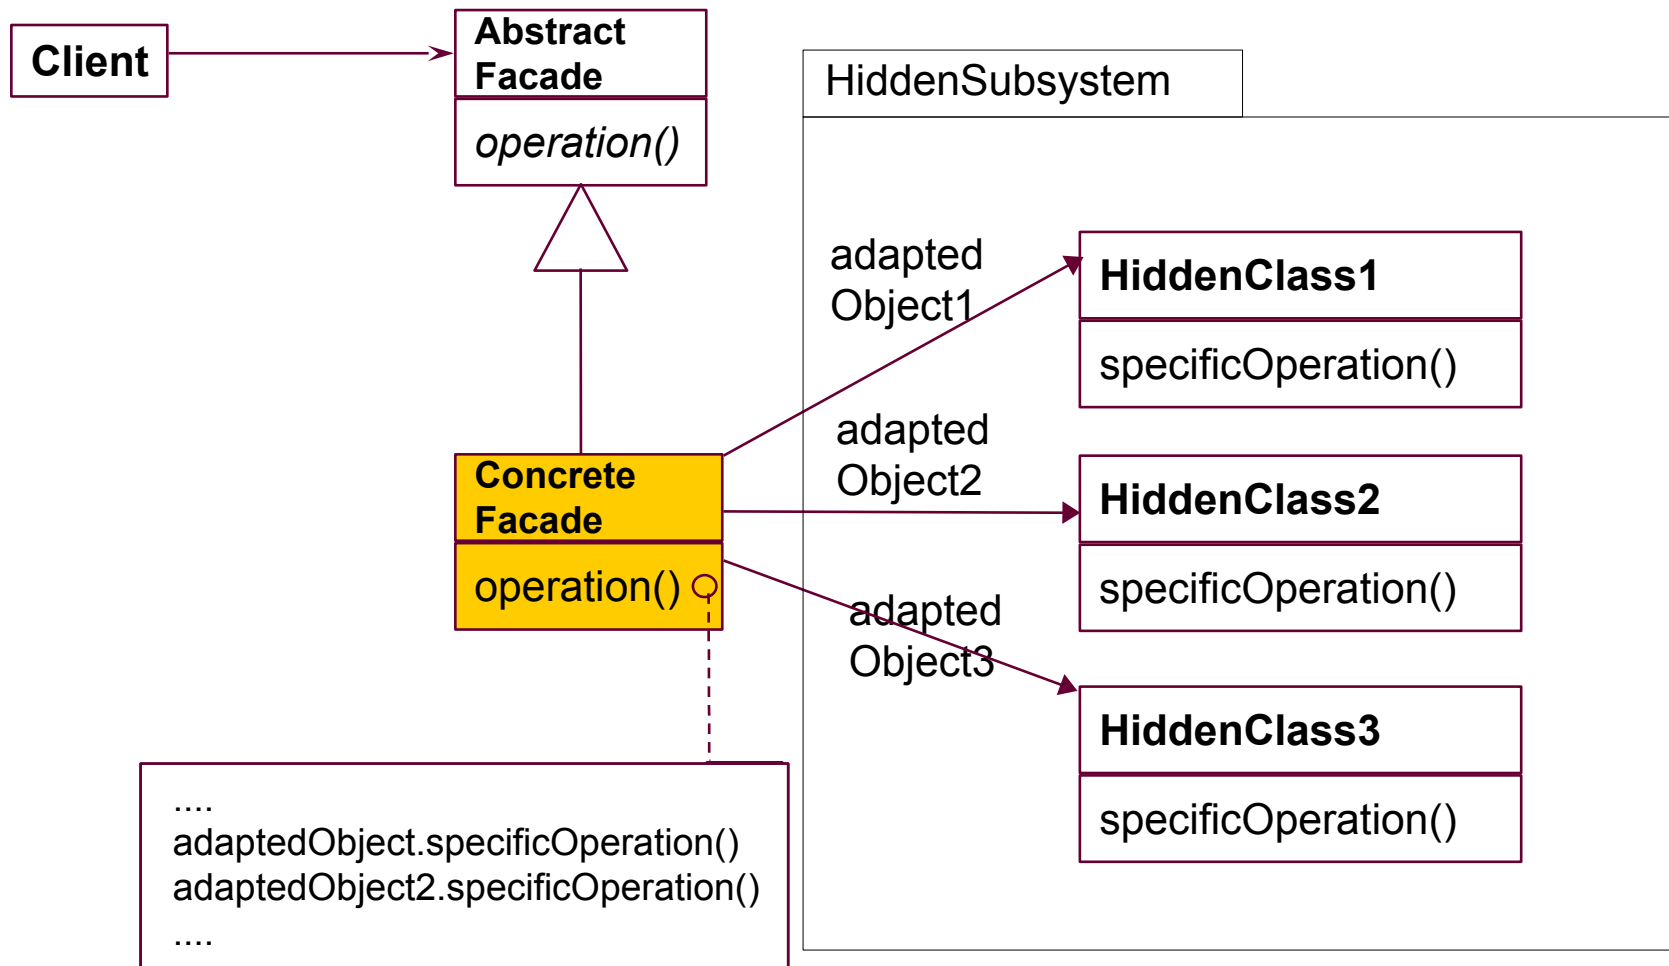 Client
Abstract
Facade
operation()
HiddenSubsystem
adapted
Object1
HiddenClass1
specificOperation()
adapted
Object2
HiddenClass2
specificOperation()
Concrete
Facade
operation()
adapted
Object3
HiddenClass3
specificOperation()
....
adaptedObject.specificOperation()
adaptedObject2.specificOperation()
....